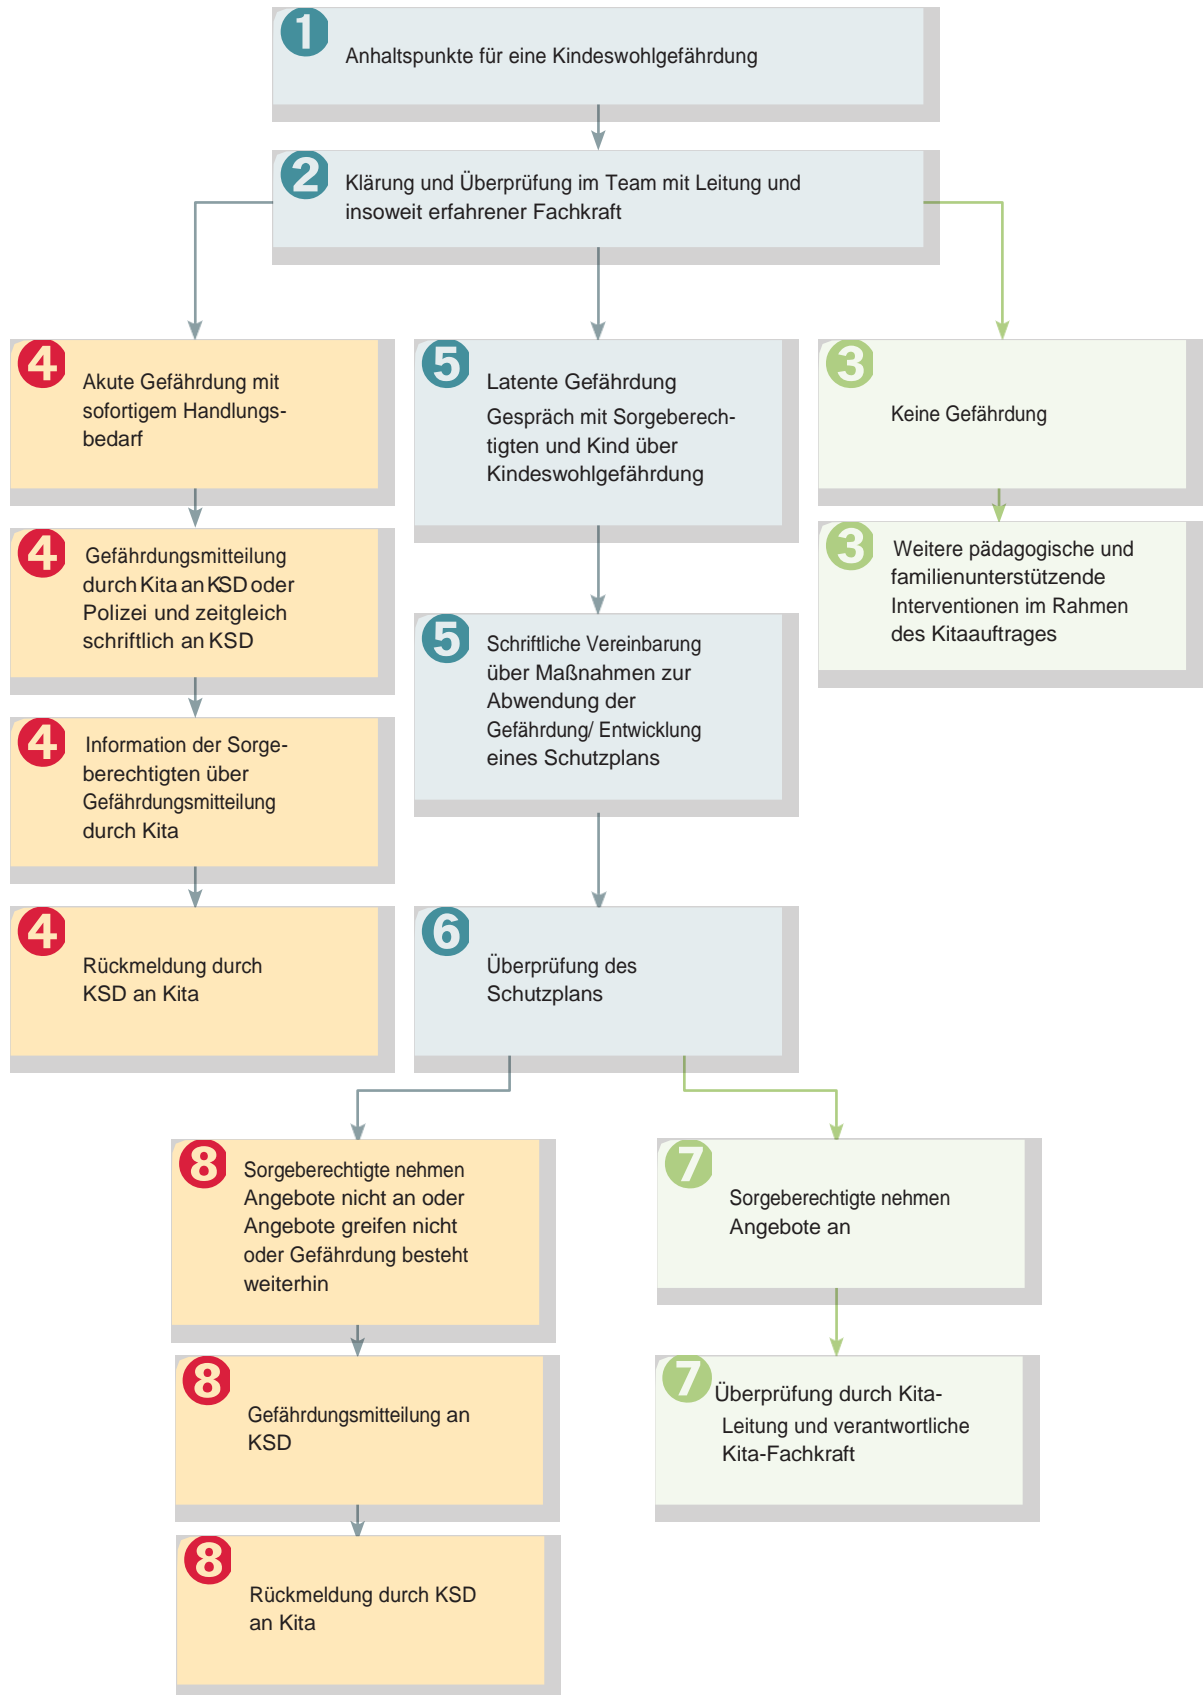 1
Anhaltspunkte für eine Kindeswohlgefährdung
2
Klärung und Überprüfung im Team mit Leitung und
insoweit erfahrener Fachkraft
4
Akute Gefährdung mit
sofortigem Handlungs-
bedarf
5
Latente Gefährdung
Gespräch mit Sorgeberech-
tigten und Kind über
Kindeswohlgefährdung
3
Keine Gefährdung
4
Gefährdungsmitteilung
durch Kita an KSD oder
Polizei und zeitgleich
schriftlich an KSD
3
Weitere pädagogische und
familienunterstützende
Interventionen im Rahmen
des Kitaauftrages
5
Schriftliche Vereinbarung
über Maßnahmen zur
Abwendung der
Gefährdung/ Entwicklung
eines Schutzplans
4
Information der Sorge-
berechtigten über
Gefährdungsmitteilung
durch Kita
4
Rückmeldung durch
KSD an Kita
6
Überprüfung des
Schutzplans
8
Sorgeberechtigte nehmen
Angebote nicht an oder
Angebote greifen nicht
oder Gefährdung besteht
weiterhin
7
Sorgeberechtigte nehmen
Angebote an
8
Gefährdungsmitteilung an
KSD
7
Überprüfung durch Kita-
Leitung und verantwortliche
Kita-Fachkraft
8
Rückmeldung durch KSD
an Kita